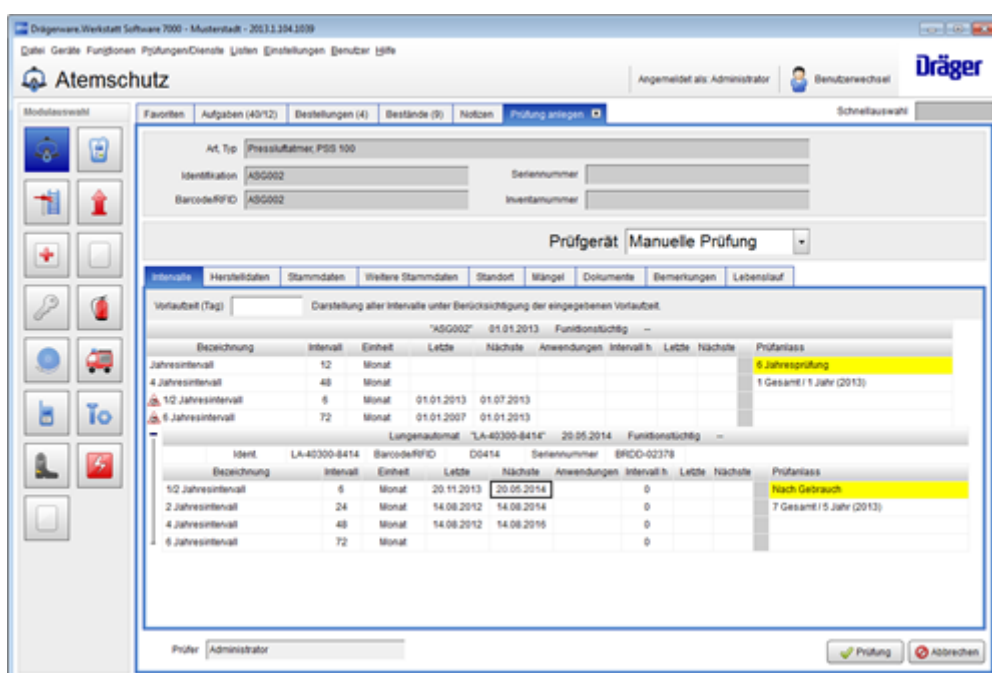 Drägerware.Werkstatt Software 7000 - Musterstadt - 2013.1.104.1039
Datei Geräte Funktionen Prüfungen/Dienste Listen Einstellungen Benutzer Hilfe
Atemschutz
Angemeldet als: Administrator
Benutzerwechsel
Dräger
Modulauswahl
Favoriten Aufgaben (40/12) Bestellungen (4) Bestände (9) Notizen Prüfung anlegen
Schnellauswahl
Art, Typ Pressluftatmer, PSS 100
Identifikation ASG002 Seriennummer
Barcode/RFID ASG002 Inventarnummer
Prüfgerät Manuelle Prüfung
Intervalle Herstelldaten Stammdaten Weitere Stammdaten Standort Mängel Dokumente Bemerkungen Lebenslauf
Vorlaufzeit (Tag) Darstellung aller Intervalle unter Berücksichtigung der eingegebenen Vorlaufzeit.
"ASG002" 01.01.2013 Funktionstüchtig --
Bezeichnung Intervall Einheit Letzte Nächste Anwendungen Intervall h Letzte Nächste Prüfanlass
Jahresintervall 12 Monat 6 Jahresprüfung
4 Jahresintervall 48 Monat 1 Gesamt / 1 Jahr (2013)
1/2 Jahresintervall 6 Monat 01.01.2013 01.07.2013
6 Jahresintervall 72 Monat 01.01.2007 01.01.2013
Lungenautomat "LA-40300-8414" 20.05.2014 Funktionstüchtig --
Ident. LA-40300-8414 Barcode/RFID D0414 Seriennummer BRDD-02378
Bezeichnung Intervall Einheit Letzte Nächste Anwendungen Intervall h Letzte Nächste Prüfanlass
1/2 Jahresintervall 6 Monat 20.11.2013 20.05.2014 0 Nach Gebrauch
2 Jahresintervall 24 Monat 14.08.2012 14.08.2014 0 7 Gesamt / 5 Jahr (2013)
4 Jahresintervall 48 Monat 14.08.2012 14.08.2016 0
6 Jahresintervall 72 Monat 0
Prüfer Administrator
Prüfung Abbrechen